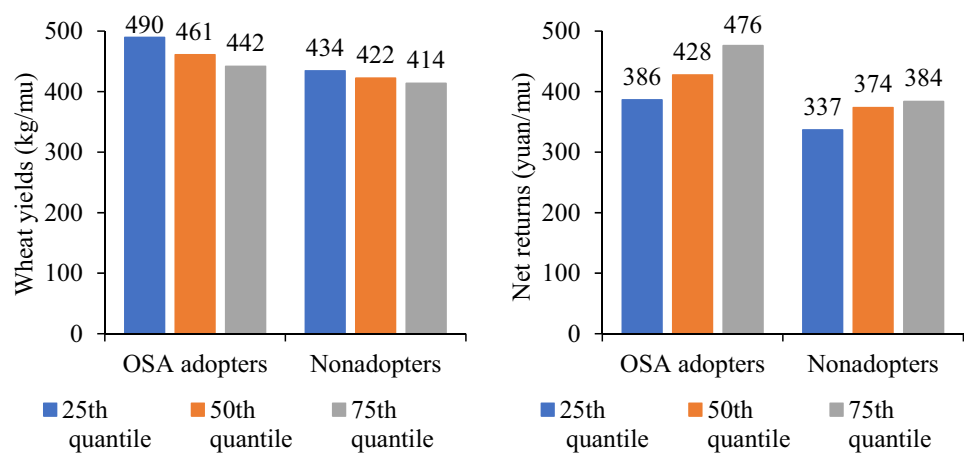 Wheat yields (kg/mu)
500
400
300
200
100
0
490
461
442
434
422
414
OSA adopters
Nonadopters
25th
quantile
50th
quantile
75th
quantile
Net returns (yuan/mu)
500
400
300
200
100
0
386
428
476
337
374
384
OSA adopters
Nonadopters
25th
quantile
50th
quantile
75th
quantile